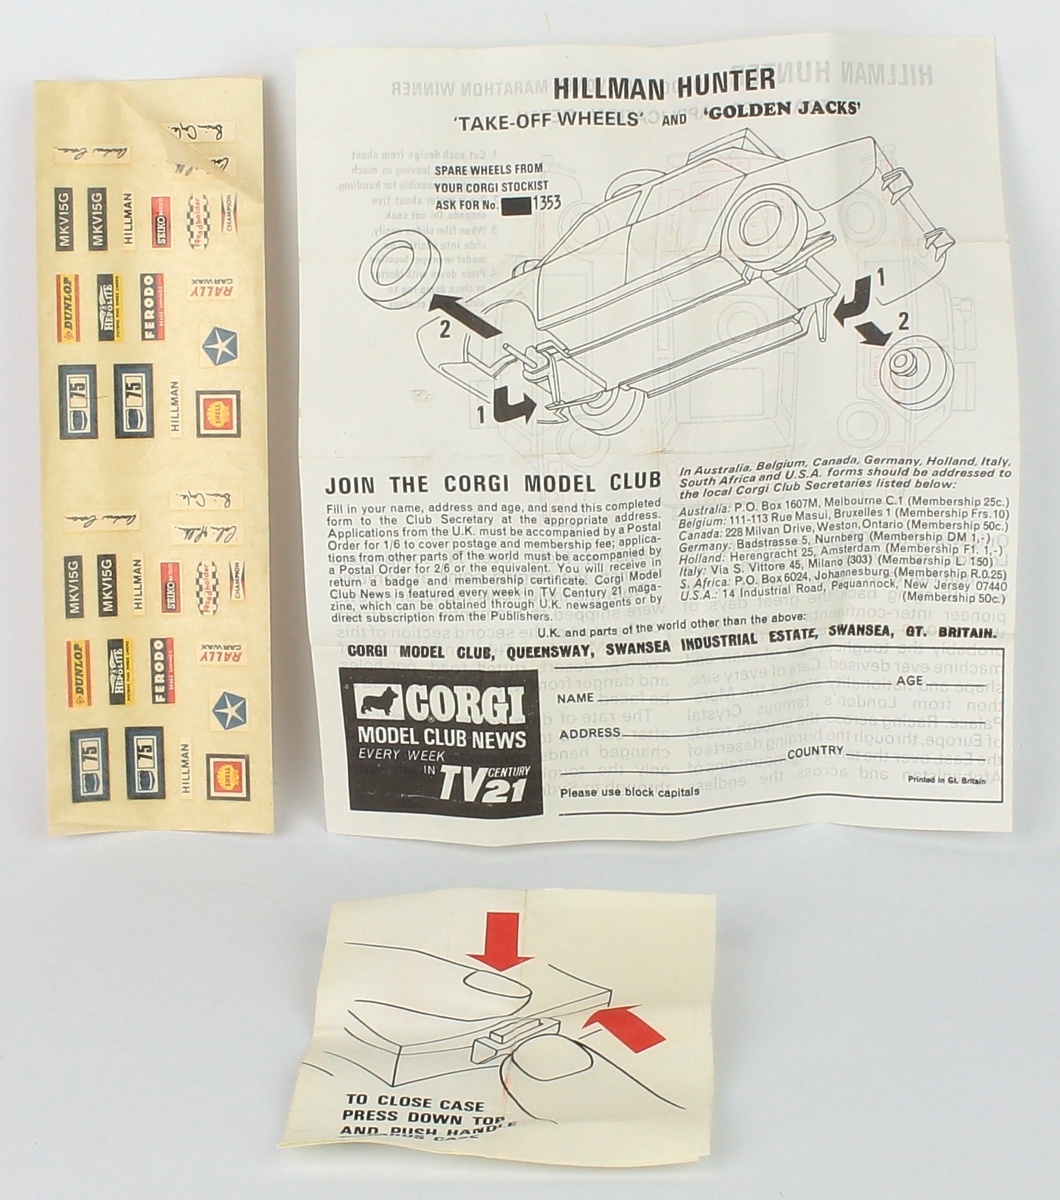 MKV15G
MKV15G
HILLMAN
SEIKO
Roadholder
CHAMPION
DUNLOP
HEPOLITE
FERODO
RALLY
CAR WAX
75
75
HILLMAN
SHELL
MKV15G
MKV15G
HILLMAN
SEIKO
Roadholder
CHAMPION
DUNLOP
HEPOLITE
FERODO
RALLY
CAR WAX
75
75
HILLMAN
SHELL
HILLMAN HUNTER
'TAKE-OFF WHEELS' AND 'GOLDEN JACKS'
SPARE WHEELS FROM
YOUR CORGI STOCKIST
ASK FOR No. 1353
1
2
2
1
JOIN THE CORGI MODEL CLUB
Fill in your name, address and age, and send this completed
form to the Club Secretary at the appropriate address.
Applications from the U.K. must be accompanied by a Postal
Order for 1/6 to cover postage and membership fee; applica-
tions from other parts of the world must be accompanied by
a Postal Order for 2/6 or the equivalent. You will receive in
return a badge and membership certificate. Corgi Model
Club News is featured every week in TV Century 21 maga-
zine, which can be obtained through U.K. newsagents or by
direct subscription from the Publishers.
In Australia, Belgium, Canada, Germany, Holland, Italy,
South Africa and U.S.A. forms should be addressed to
the local Corgi Club Secretaries listed below:
Australia: P.O. Box 1607M, Melbourne C.1 (Membership 25c.)
Belgium: 111-113 Rue Masui, Bruxelles 1 (Membership Frs. 10)
Canada: 228 Milvan Drive, Weston, Ontario (Membership 50c.)
Germany: Badstrasse 5, Nurnberg (Membership DM 1,-)
Holland: Herengracht 25, Amsterdam (Membership F1. 1,-)
Italy: Via S. Vittore 45, Milano (303) (Membership L. 150)
S. Africa: P.O. Box 6024, Johannesburg (Membership R.0.25)
U.S.A.: 14 Industrial Road, Pequannock, New Jersey 07440
(Membership 50c.)
U.K. and parts of the world other than the above:
CORGI MODEL CLUB, QUEENSWAY, SWANSEA INDUSTRIAL ESTATE, SWANSEA, GT. BRITAIN.
CORGI
MODEL CLUB NEWS
EVERY WEEK
IN TV CENTURY 21
NAME
AGE
ADDRESS
COUNTRY
Please use block capitals
Printed in Gt. Britain
TO CLOSE CASE
PRESS DOWN TOP
AND PUSH HANDLE